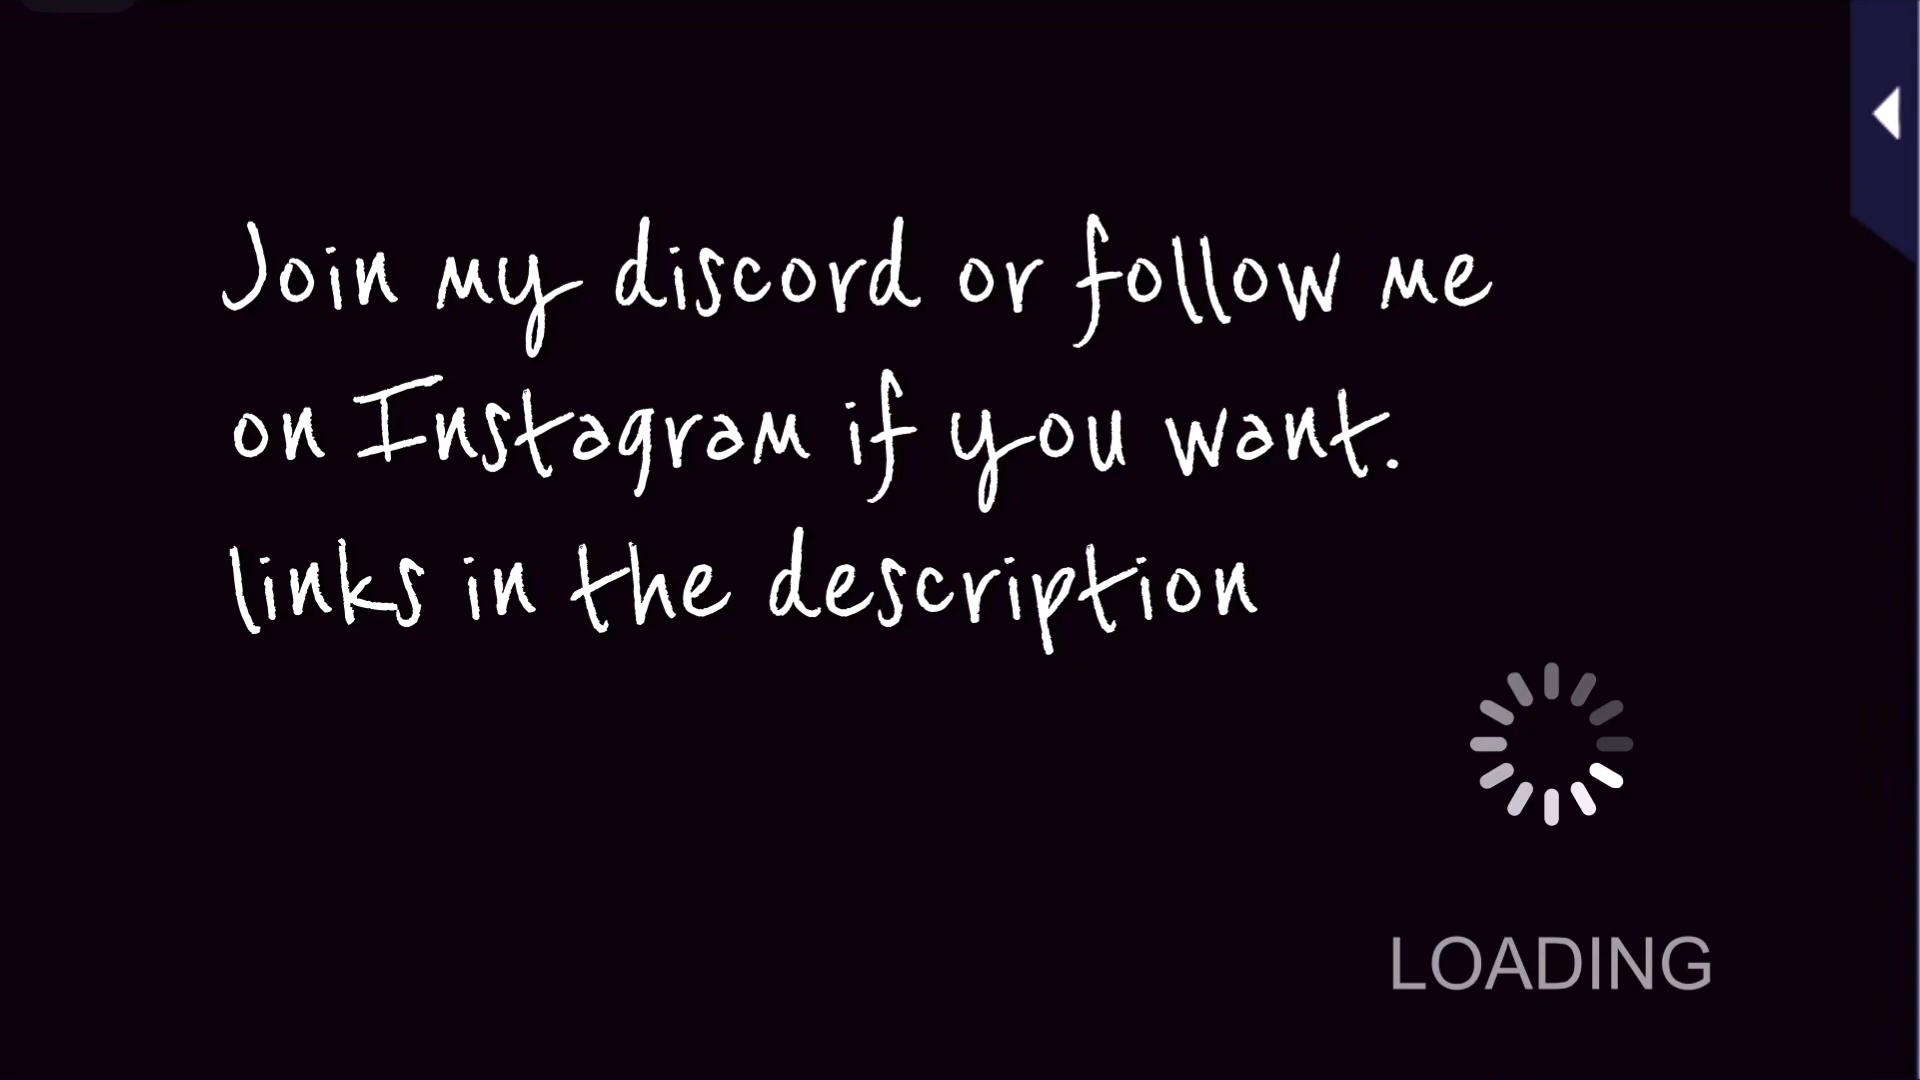 Join my discord or follow me
on Instagram if you want.
links in the description
LOADING